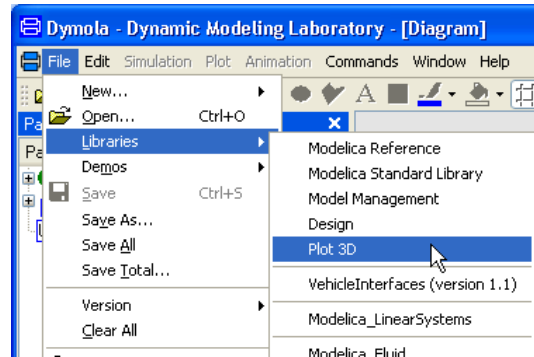 Dymola - Dynamic Modeling Laboratory - [Diagram]
File Edit Simulation Plot Animation Commands Window Help
New...
Open... Ctrl+O
Libraries
Demos
Save Ctrl+S
Save As...
Save All
Save Total...
Version
Clear All
Modelica Reference
Modelica Standard Library
Model Management
Design
Plot 3D
VehicleInterfaces (version 1.1)
Modelica_LinearSystems
Modelica_Fluid